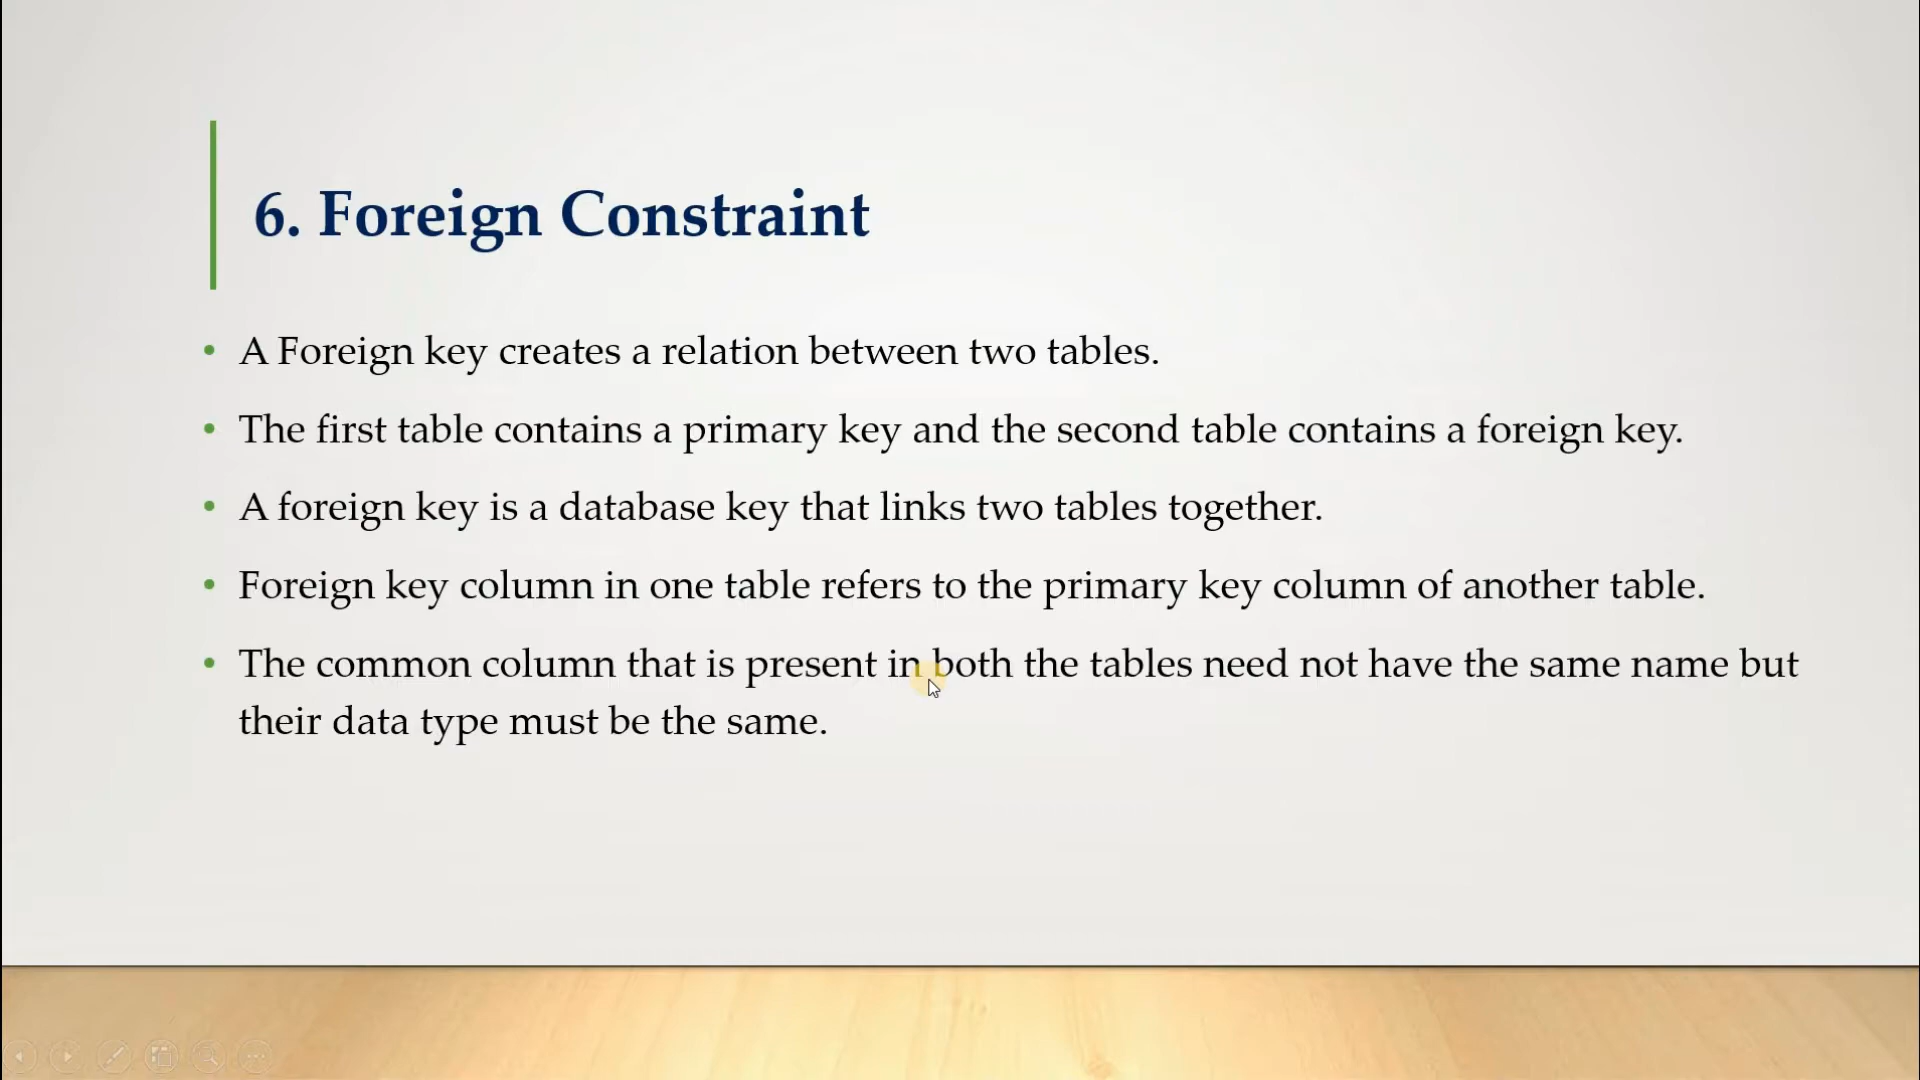 6. Foreign Constraint
• A Foreign key creates a relation between two tables.
• The first table contains a primary key and the second table contains a foreign key.
• A foreign key is a database key that links two tables together.
• Foreign key column in one table refers to the primary key column of another table.
• The common column that is present in both the tables need not have the same name but
their data type must be the same.